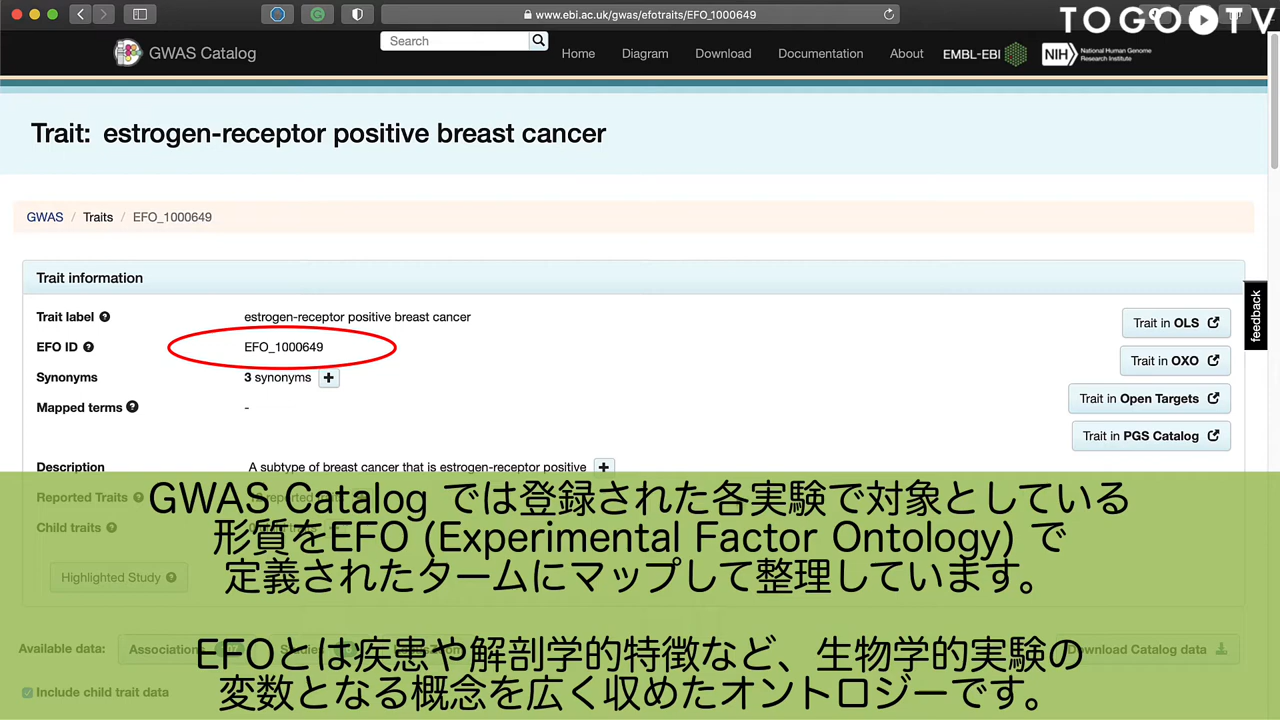 www.ebi.ac.uk/gwas/efotraits/EFO_1000649
TOGO TV
GWAS Catalog
Search
Home
Diagram
Download
Documentation
About
EMBL-EBI
NIH
National Human Genome
Research Institute
Trait: estrogen-receptor positive breast cancer
GWAS / Traits / EFO_1000649
Trait information
feedback
Trait label
estrogen-receptor positive breast cancer
Trait in OLS
EFO ID
EFO_1000649
Trait in OXO
Synonyms
3 synonyms
Mapped terms
-
Trait in Open Targets
Trait in PGS Catalog
Description
A subtype of breast cancer that is estrogen-receptor positive
Reported Traits
Child traits
Highlighted Study
GWAS Catalog では登録された各実験で対象としている
形質をEFO (Experimental Factor Ontology) で
定義されたタームにマップして整理しています。
Available data:
Associations
Download Catalog data
EFOとは疾患や解剖学的特徴など、生物学的実験の
変数となる概念を広く収めたオントロジーです。
Include child trait data